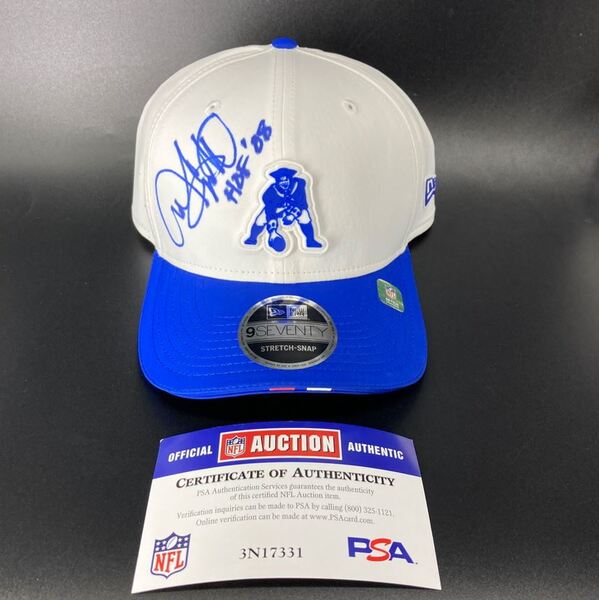 HOF '08
NFL
9SEVENTY
STRETCH-SNAP
OFFICIAL NFL AUCTION AUTHENTIC
CERTIFICATE OF AUTHENTICITY
PSA Authentication Services guarantees the authenticity
of this certified NFL Auction item.
Verification inquiries can be made to PSA by calling (800) 325-1121.
Online verification can be made at www.PSAcard.com.
NFL
3N17331
PSA